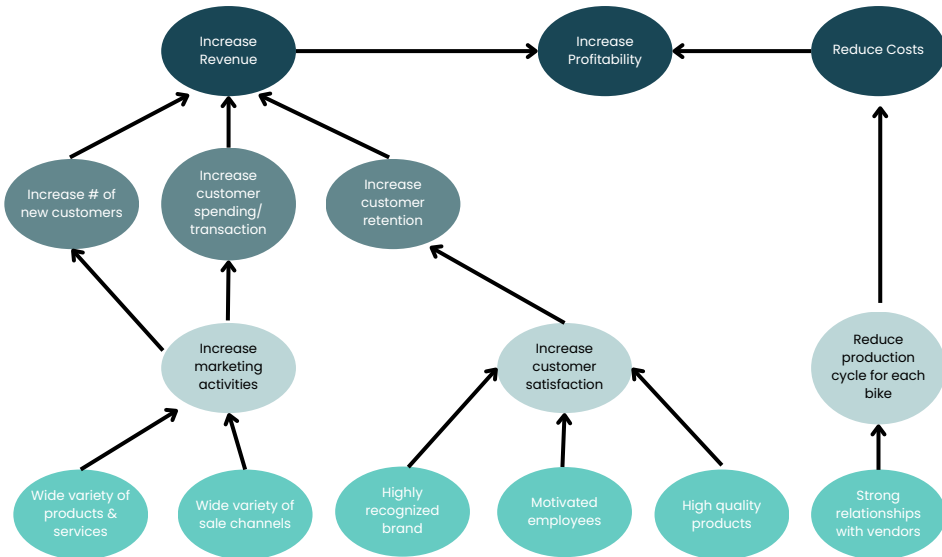 Increase
Revenue
Increase
Profitability
Reduce Costs
Increase # of
new customers
Increase
customer
spending/
transaction
Increase
customer
retention
Increase
marketing
activities
Increase
customer
satisfaction
Reduce
production
cycle for each
bike
Wide variety of
products &
services
Wide variety of
sale channels
Highly
recognized
brand
Motivated
employees
High quality
products
Strong
relationships
with vendors